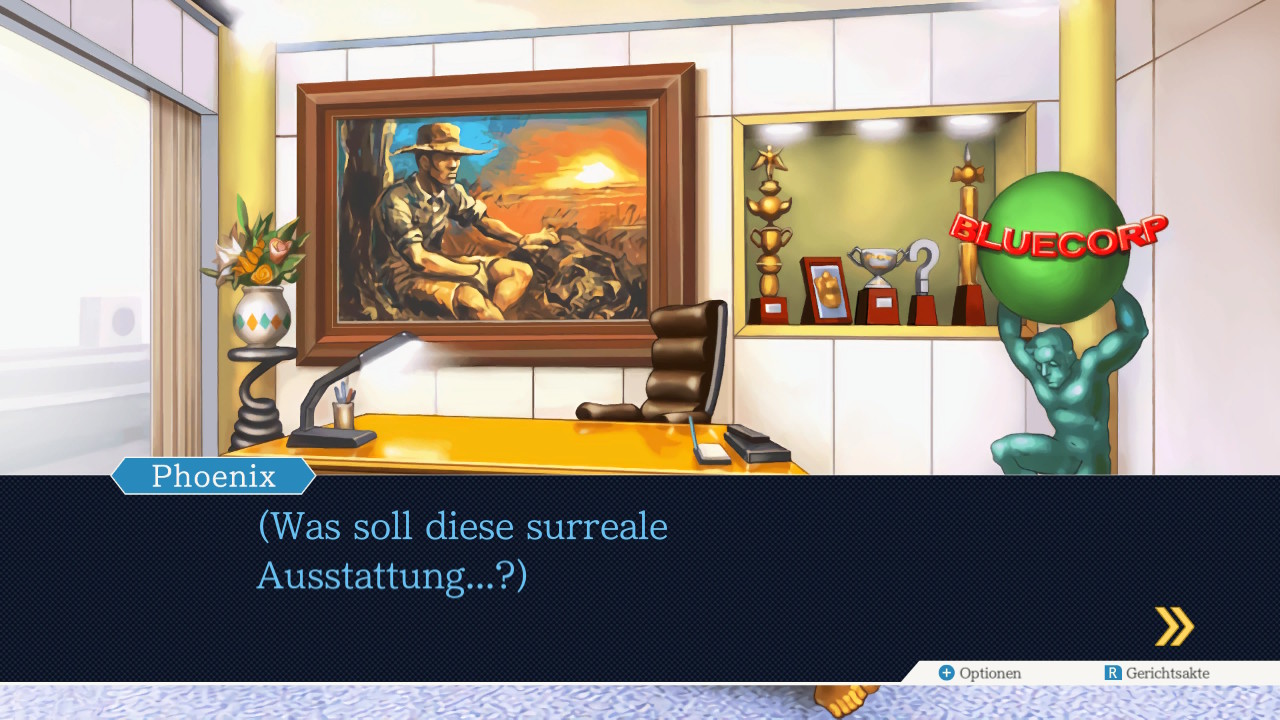 BLUECORP
Phoenix
(Was soll diese surreale
Ausstattung...?)
+ Optionen
R Gerichtsakte